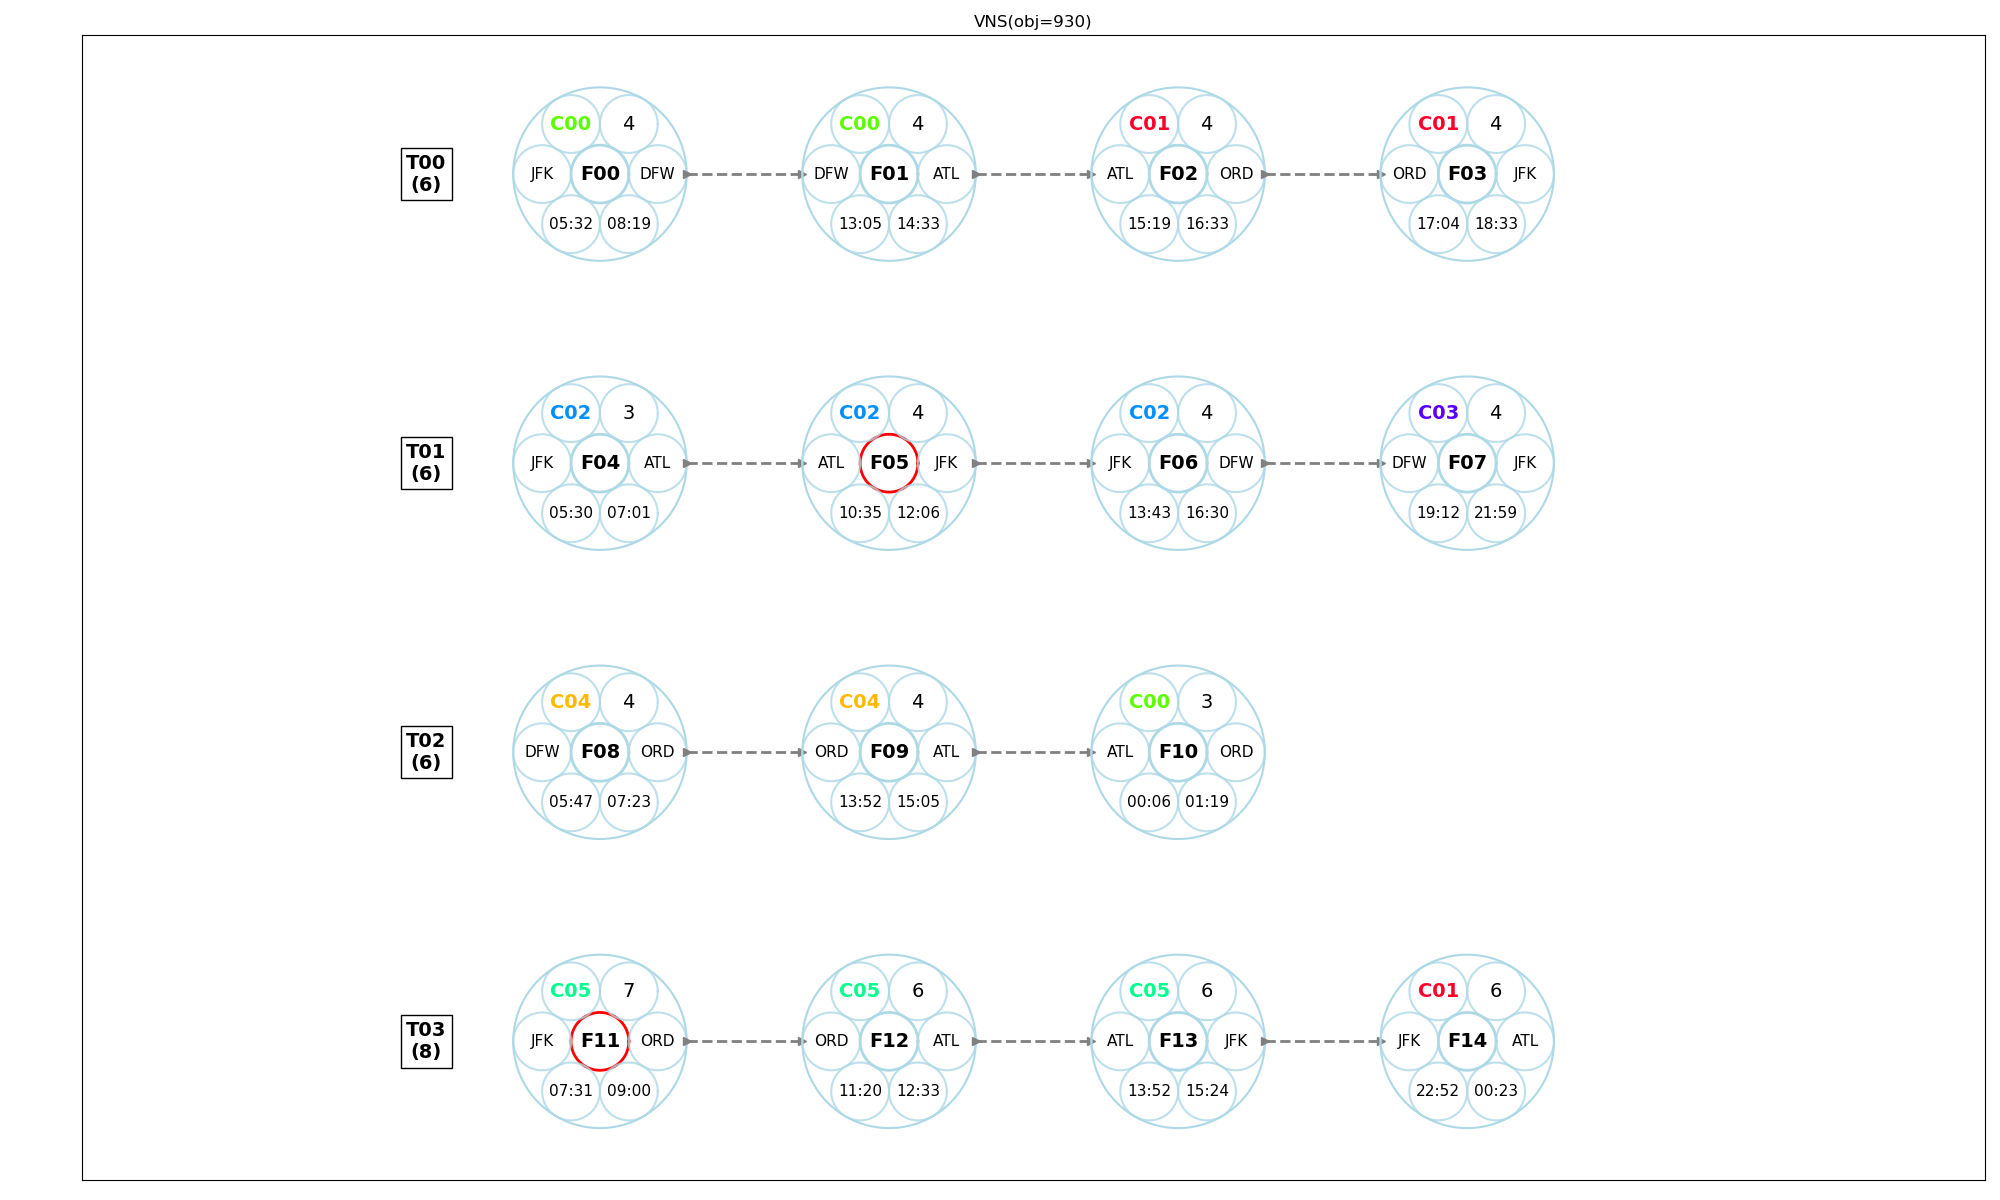 VNS(obj=930)
T00
(6)
C00 4
JFK F00 DFW
05:32 08:19
C00 4
DFW F01 ATL
13:05 14:33
C01 4
ATL F02 ORD
15:19 16:33
C01 4
ORD F03 JFK
17:04 18:33
T01
(6)
C02 3
JFK F04 ATL
05:30 07:01
C02 4
ATL F05 JFK
10:35 12:06
C02 4
JFK F06 DFW
13:43 16:30
C03 4
DFW F07 JFK
19:12 21:59
T02
(6)
C04 4
DFW F08 ORD
05:47 07:23
C04 4
ORD F09 ATL
13:52 15:05
C00 3
ATL F10 ORD
00:06 01:19
T03
(8)
C05 7
JFK F11 ORD
07:31 09:00
C05 6
ORD F12 ATL
11:20 12:33
C05 6
ATL F13 JFK
13:52 15:24
C01 6
JFK F14 ATL
22:52 00:23